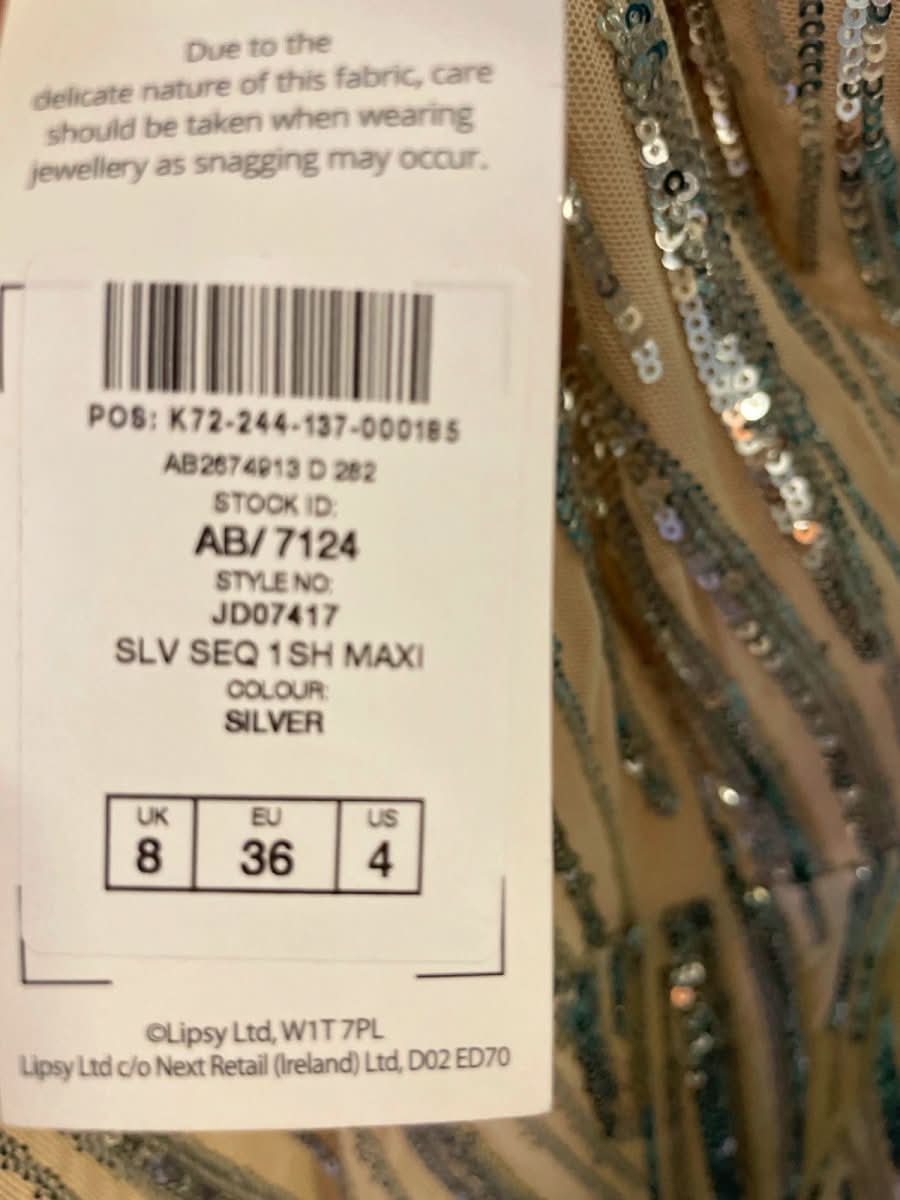 Due to the
delicate nature of this fabric, care
should be taken when wearing
jewellery as snagging may occur.
POS: K72-244-137-000185
AB2674913 D 262
STOCK ID:
AB/ 7124
STYLE NO:
JD07417
SLV SEQ 1SH MAXI
COLOUR:
SILVER
UK EU US
8 36 4
©Lipsy Ltd, W1T 7PL
Lipsy Ltd c/o Next Retail (Ireland) Ltd, D02 ED70